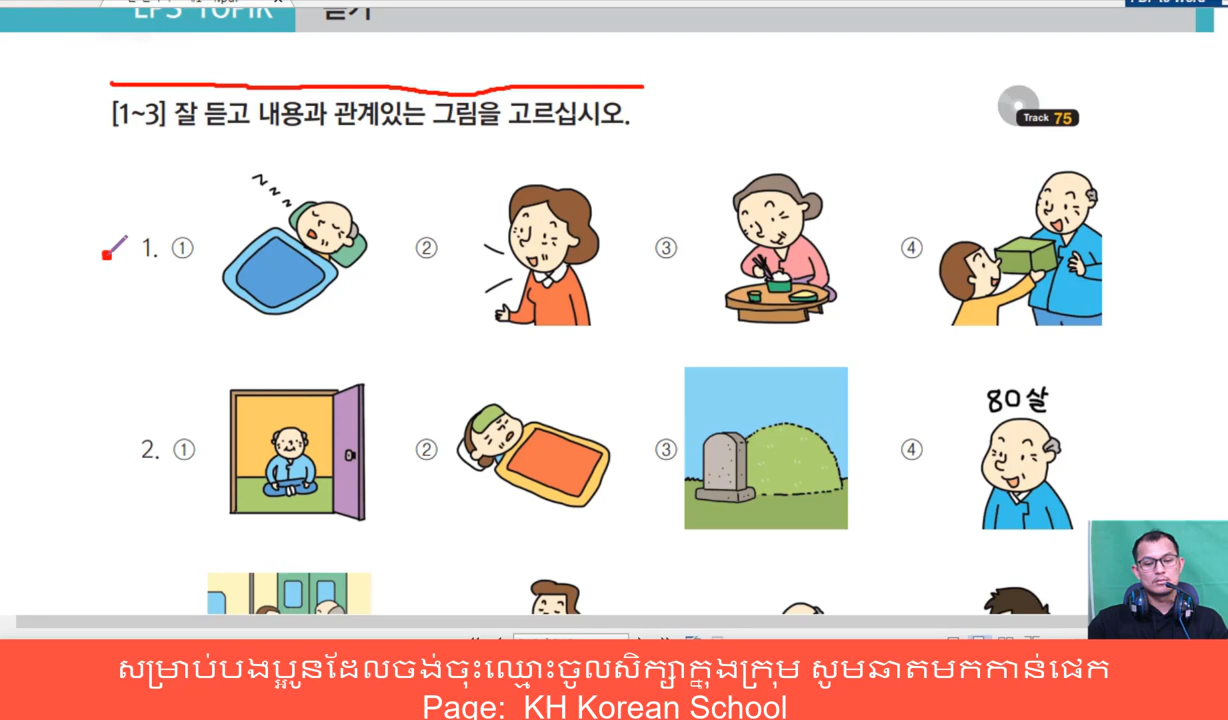 EPS-TOPIK 듣기
[1~3] 잘 듣고 내용과 관계있는 그림을 고르십시오.
Track 75
1. ① ② ③ ④
80살
2. ① ② ③ ④
សម្រាប់បងប្អូនដែលចង់ចុះឈ្មោះចូលសិក្សាក្នុងក្រុម សូមឆាតមកកាន់ផេក
Page: KH Korean School